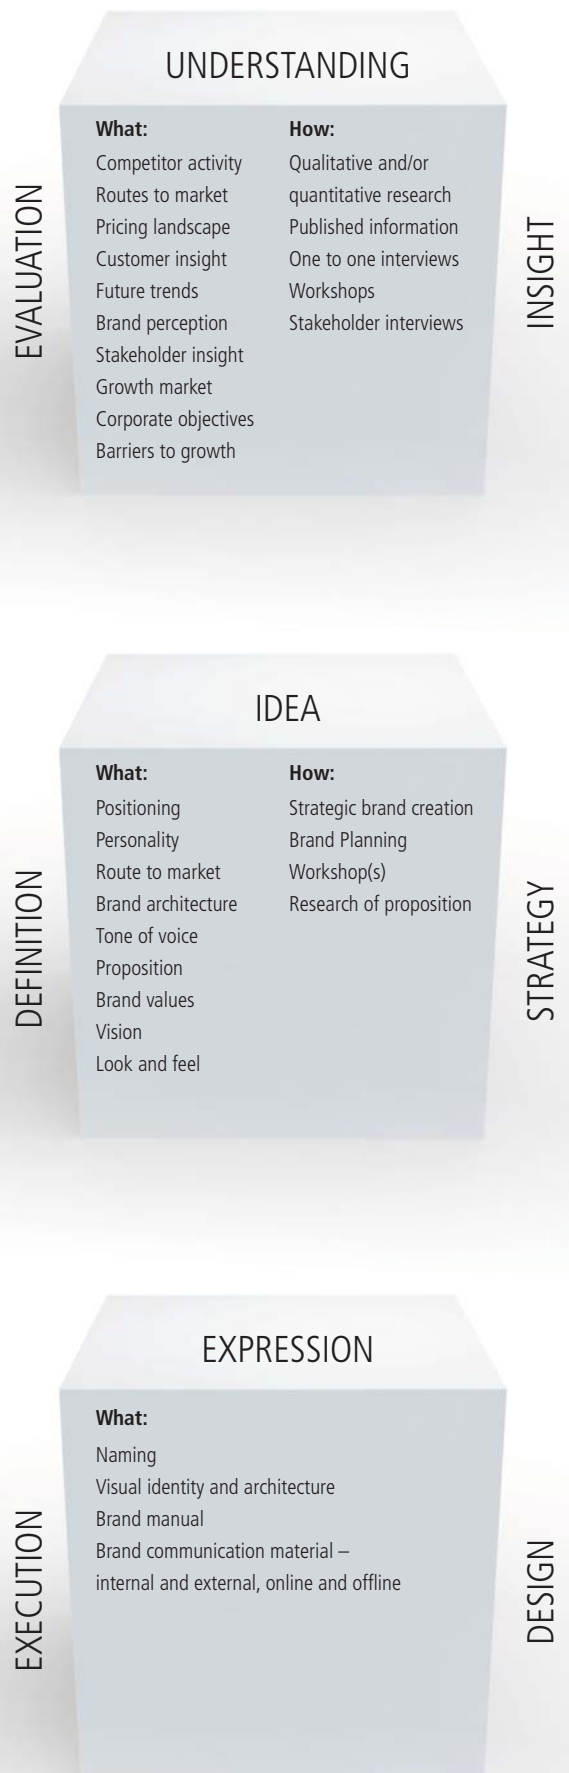 UNDERSTANDING
EVALUATION
What:
Competitor activity
Routes to market
Pricing landscape
Customer insight
Future trends
Brand perception
Stakeholder insight
Growth market
Corporate objectives
Barriers to growth
How:
Qualitative and/or
quantitative research
Published information
One to one interviews
Workshops
Stakeholder interviews
INSIGHT
IDEA
DEFINITION
What:
Positioning
Personality
Route to market
Brand architecture
Tone of voice
Proposition
Brand values
Vision
Look and feel
How:
Strategic brand creation
Brand Planning
Workshop(s)
Research of proposition
STRATEGY
EXPRESSION
EXECUTION
What:
Naming
Visual identity and architecture
Brand manual
Brand communication material –
internal and external, online and offline
DESIGN